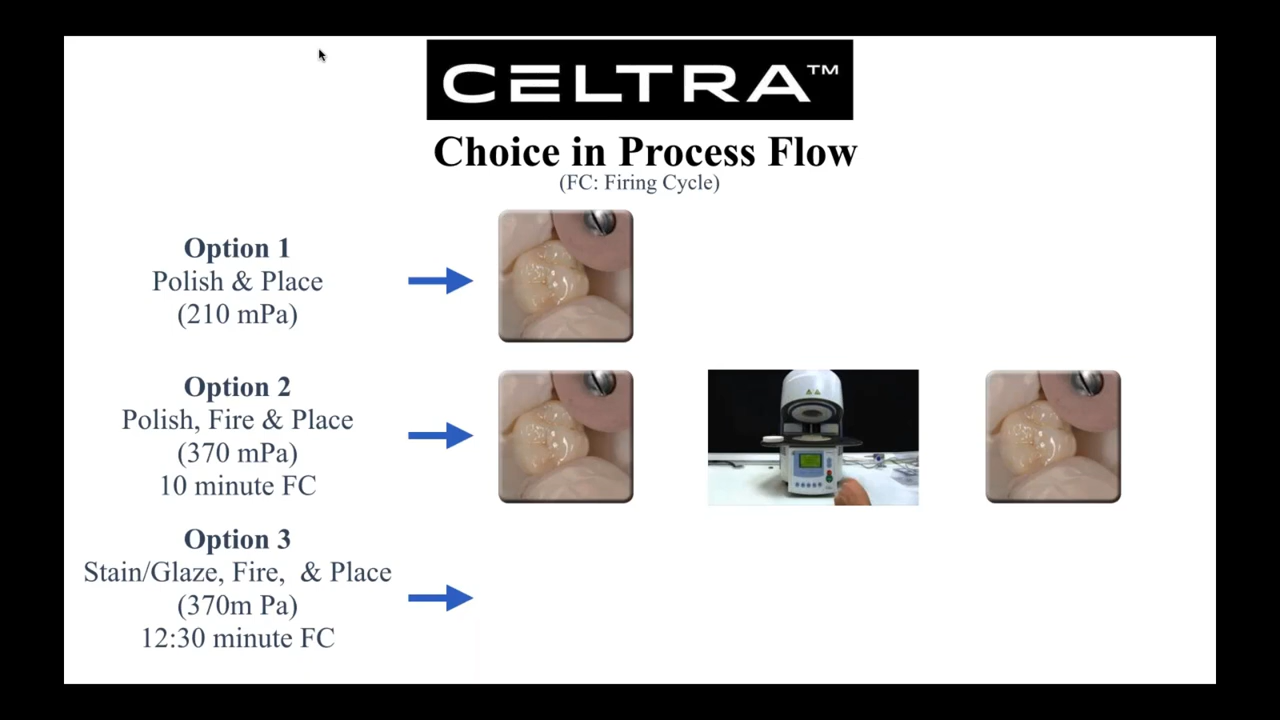 CELTRA™
Choice in Process Flow
(FC: Firing Cycle)
Option 1
Polish & Place
(210 mPa)
Option 2
Polish, Fire & Place
(370 mPa)
10 minute FC
Option 3
Stain/Glaze, Fire,  & Place
(370m Pa)
12:30 minute FC